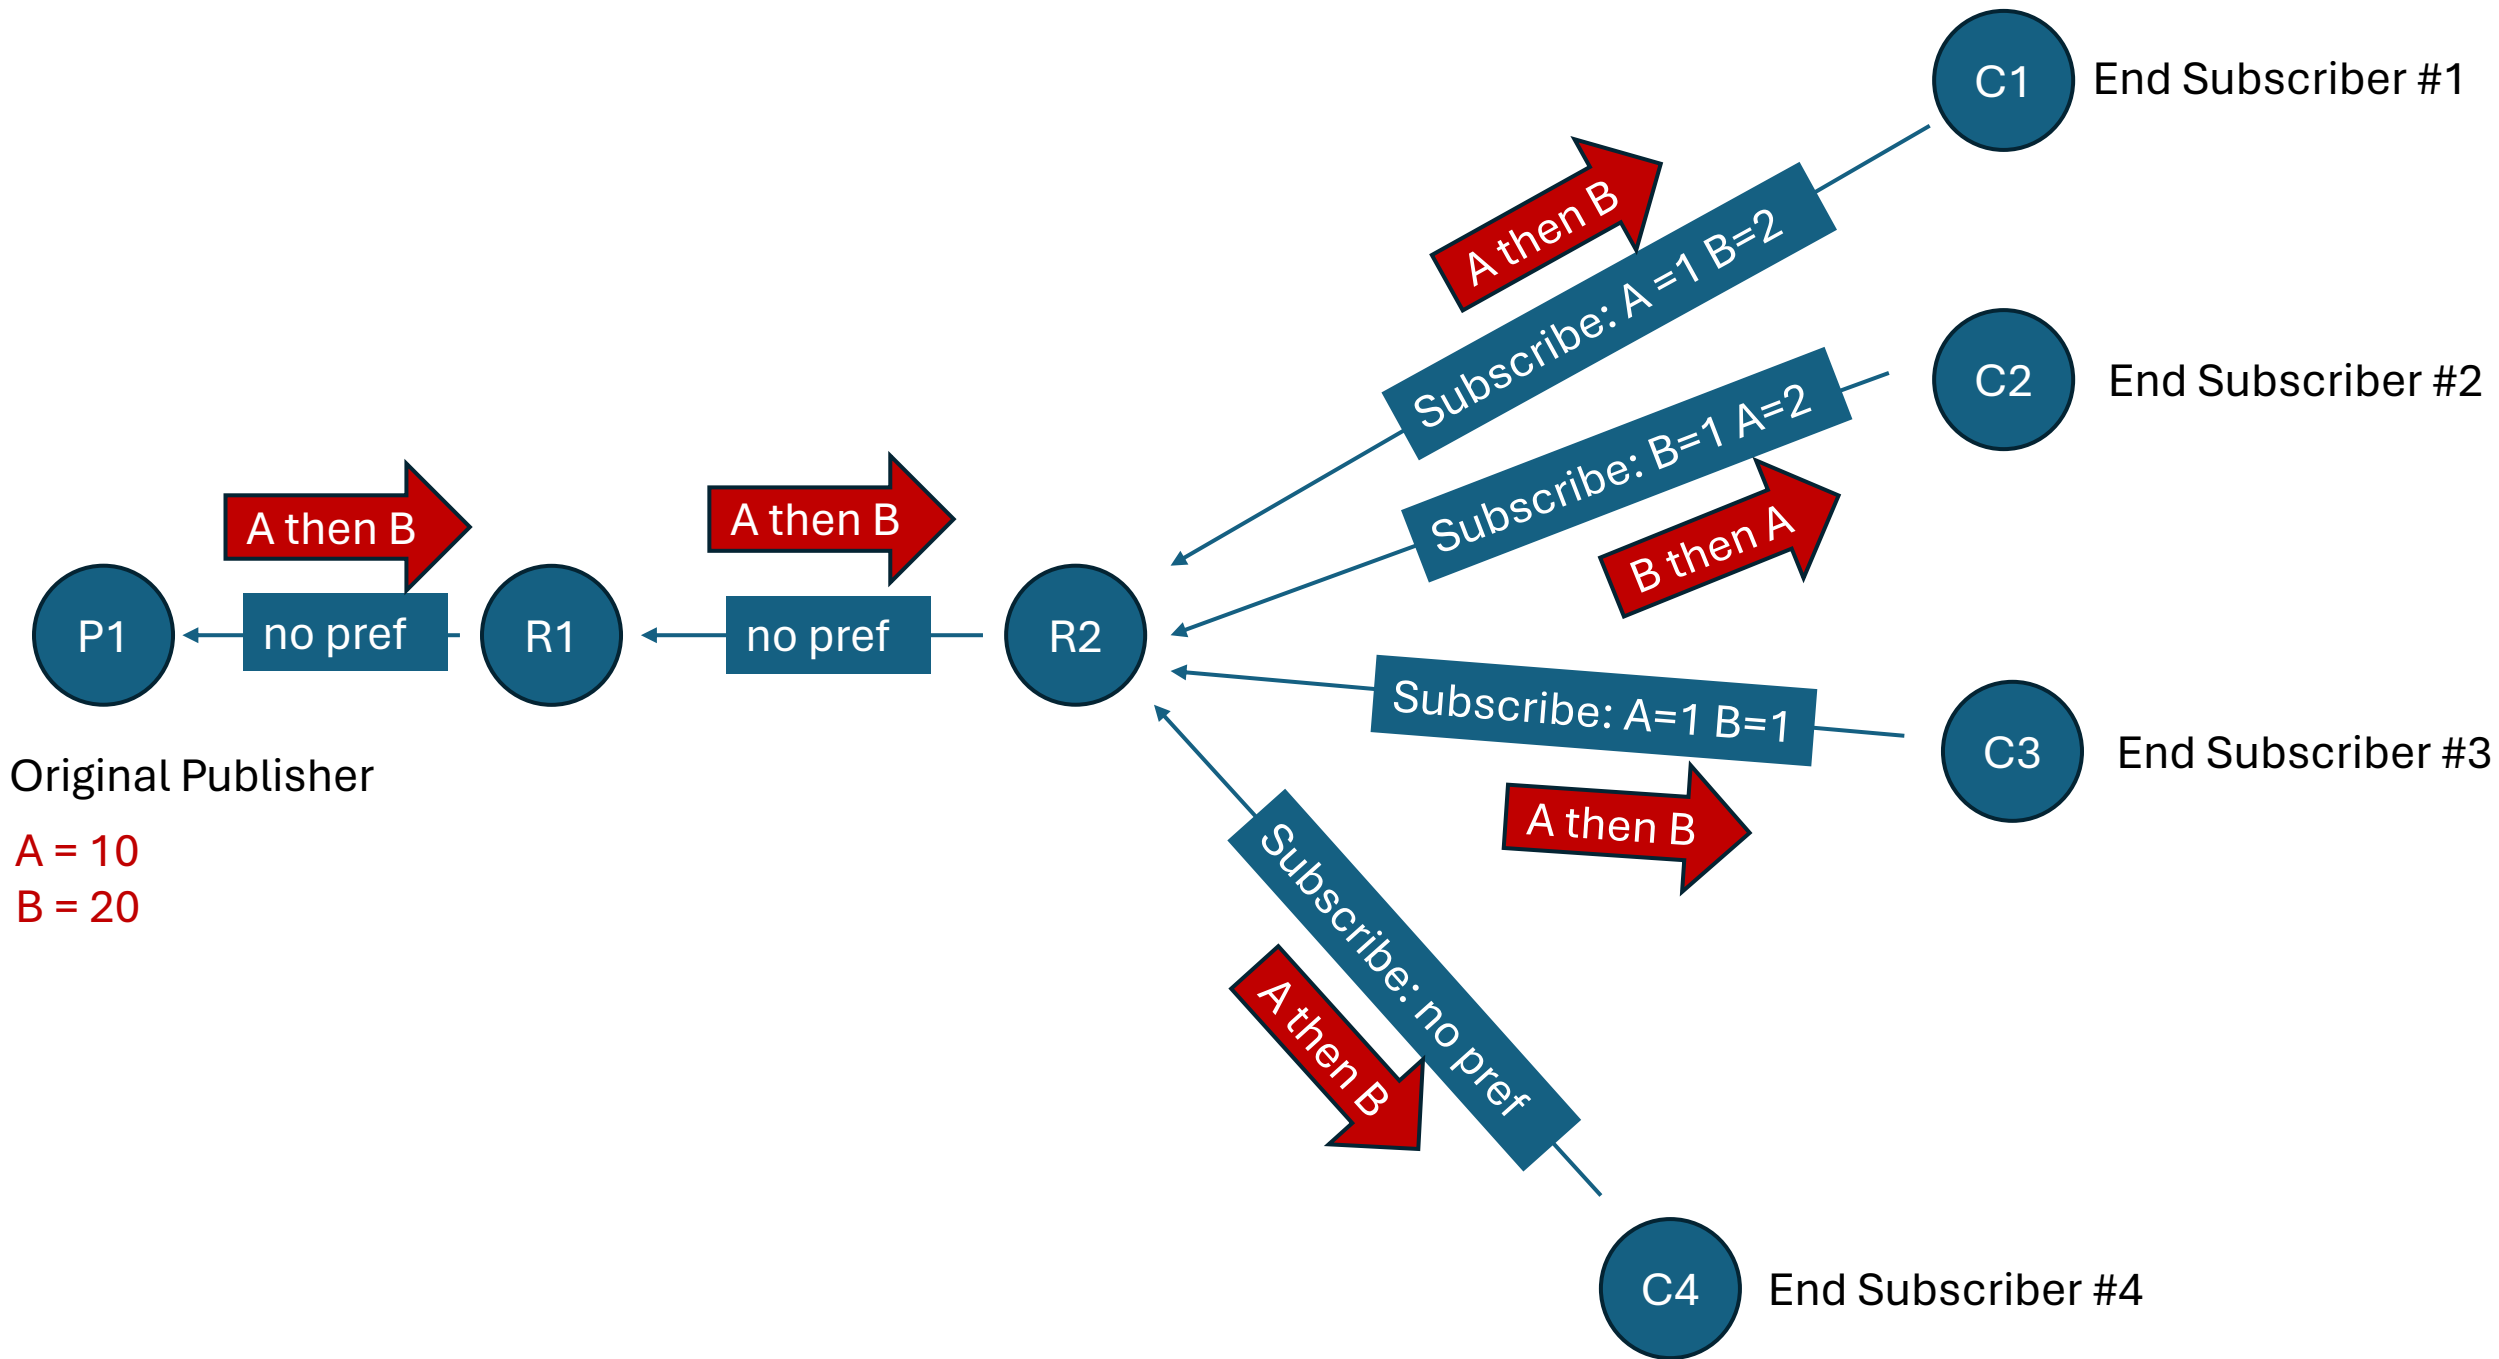 C1
End Subscriber #1
A then B
Subscribe: A =1 B=2
C2
End Subscriber #2
Subscribe: B=1 A=2
B then A
A then B
A then B
P1
no pref
R1
no pref
R2
Subscribe: A=1 B=1
C3
End Subscriber #3
A then B
Original Publisher
A = 10
B = 20
Subscribe: no pref
A then B
C4
End Subscriber #4